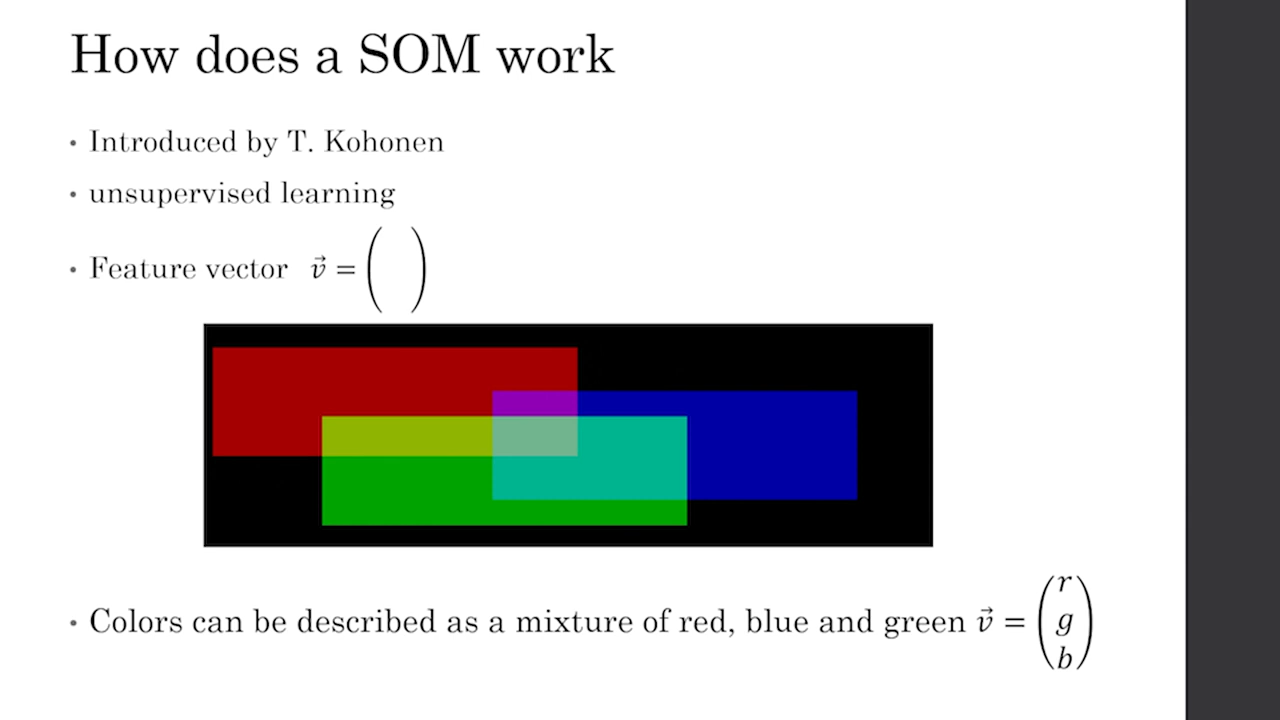 How does a SOM work
• Introduced by T. Kohonen
• unsupervised learning
• Feature vector v⃗ = ( )
• Colors can be described as a mixture of red, blue and green v⃗ = (r g b)